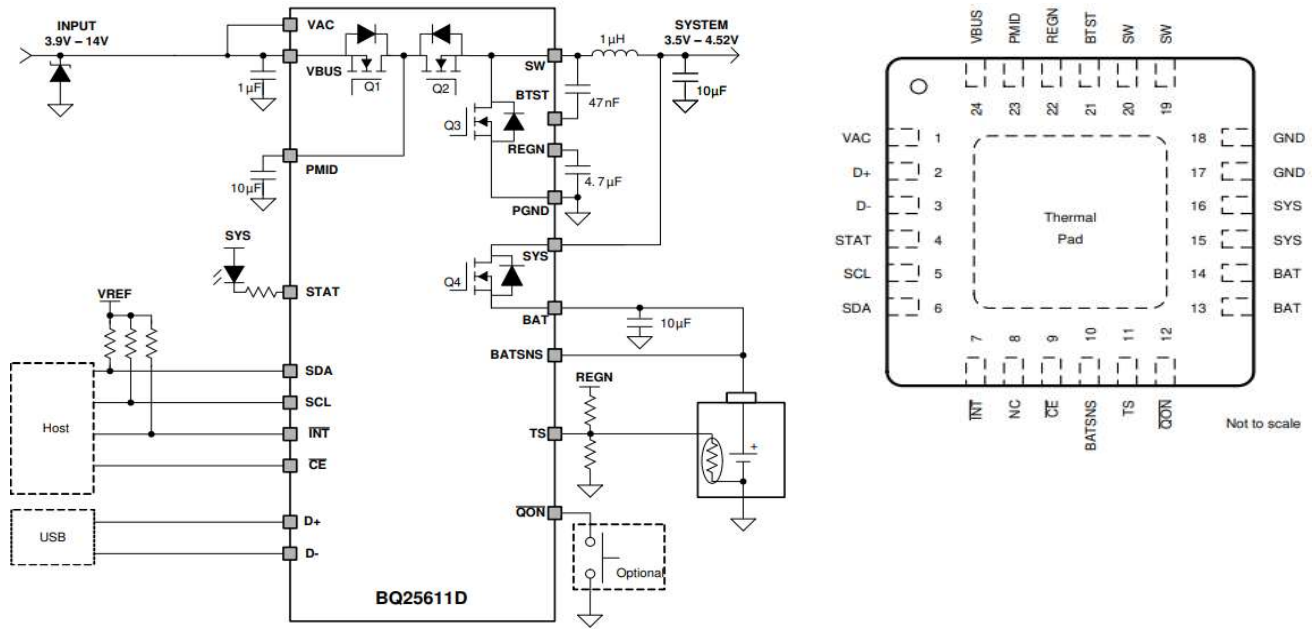 INPUT
3.9V – 14V
VAC
VBUS
1µF
Q1
Q2
SW
1µH
SYSTEM
3.5V – 4.52V
10µF
BTST
47nF
Q3
REGN
4.7µF
PMID
10µF
PGND
SYS
SYS
Q4
STAT
BAT
10µF
VREF
BATSNS
REGN
SDA
SCL
Host
INT
TS
CE
+
QON
D+
USB
D-
Optional
BQ25611D
VBUS
PMID
REGN
BTST
SW
SW
24
23
22
21
20
19
VAC 1
18 GND
D+ 2
17 GND
D- 3
16 SYS
STAT 4
15 SYS
SCL 5
14 BAT
SDA 6
13 BAT
Thermal
Pad
7
8
9
10
11
12
INT
NC
CE
BATSNS
TS
QON
Not to scale